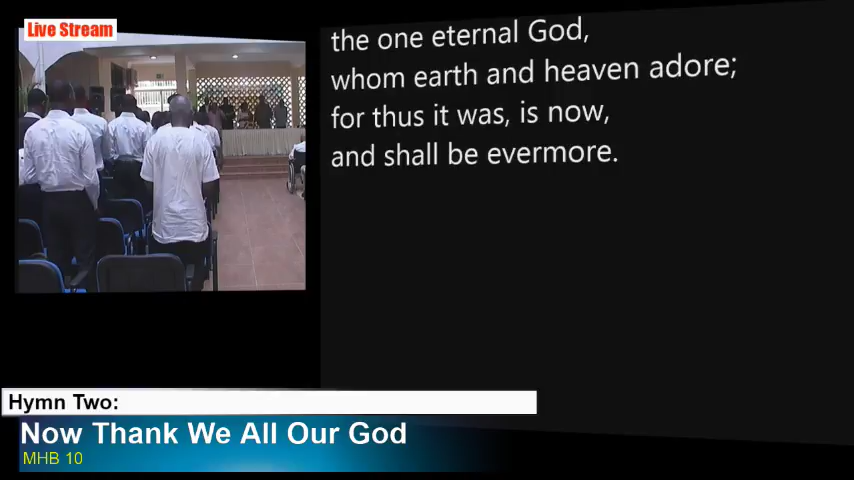 Live Stream
the one eternal God,
whom earth and heaven adore;
for thus it was, is now,
and shall be evermore.
Hymn Two:
Now Thank We All Our God
MHB 10